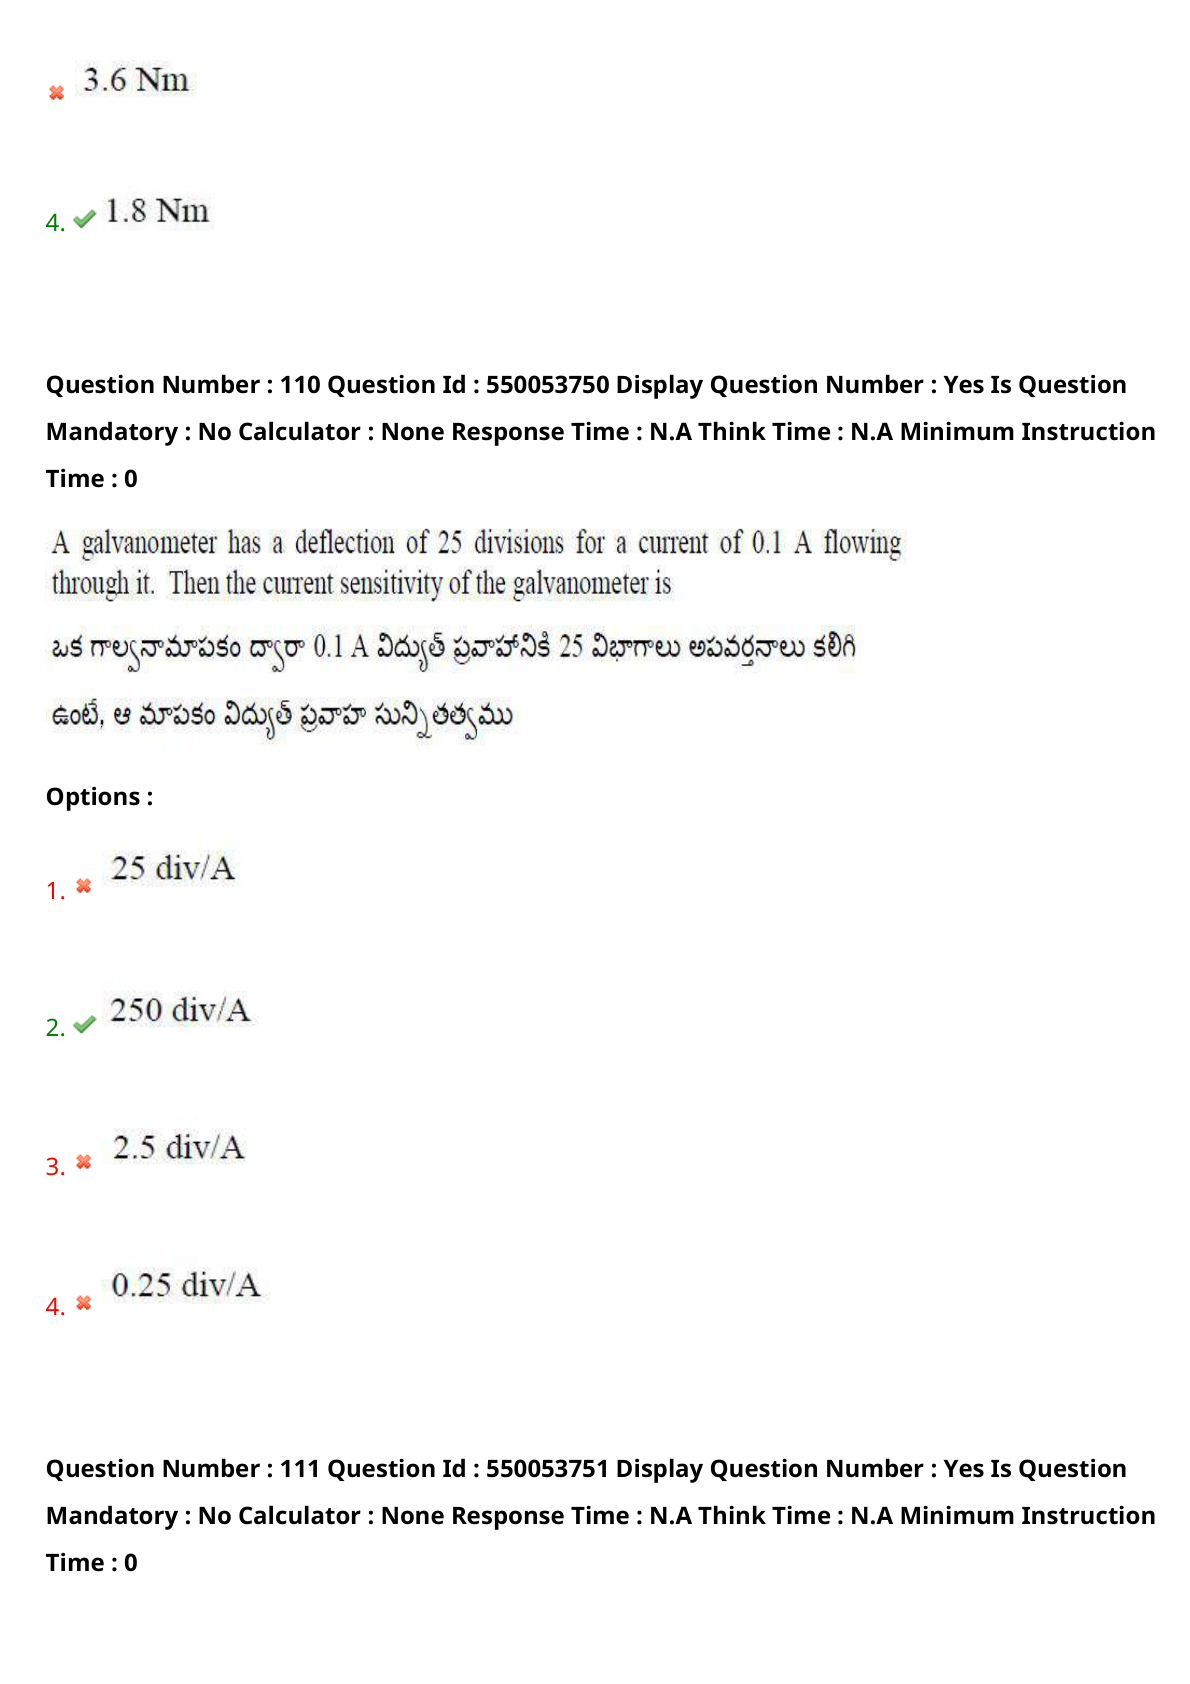 3.6 Nm
4. 1.8 Nm
Question Number : 110 Question Id : 550053750 Display Question Number : Yes Is Question
Mandatory : No Calculator : None Response Time : N.A Think Time : N.A Minimum Instruction
Time : 0
A galvanometer has a deflection of 25 divisions for a current of 0.1 A flowing
through it. Then the current sensitivity of the galvanometer is
ఒక గాల్వనామాపకం ద్వారా 0.1 A విద్యుత్ ప్రవాహానికి 25 విభాగాలు అపవర్తనాలు కలిగి
ఉంటే, ఆ మాపకం విద్యుత్ ప్రవాహ సున్నితత్వము
Options :
1. 25 div/A
2. 250 div/A
3. 2.5 div/A
4. 0.25 div/A
Question Number : 111 Question Id : 550053751 Display Question Number : Yes Is Question
Mandatory : No Calculator : None Response Time : N.A Think Time : N.A Minimum Instruction
Time : 0